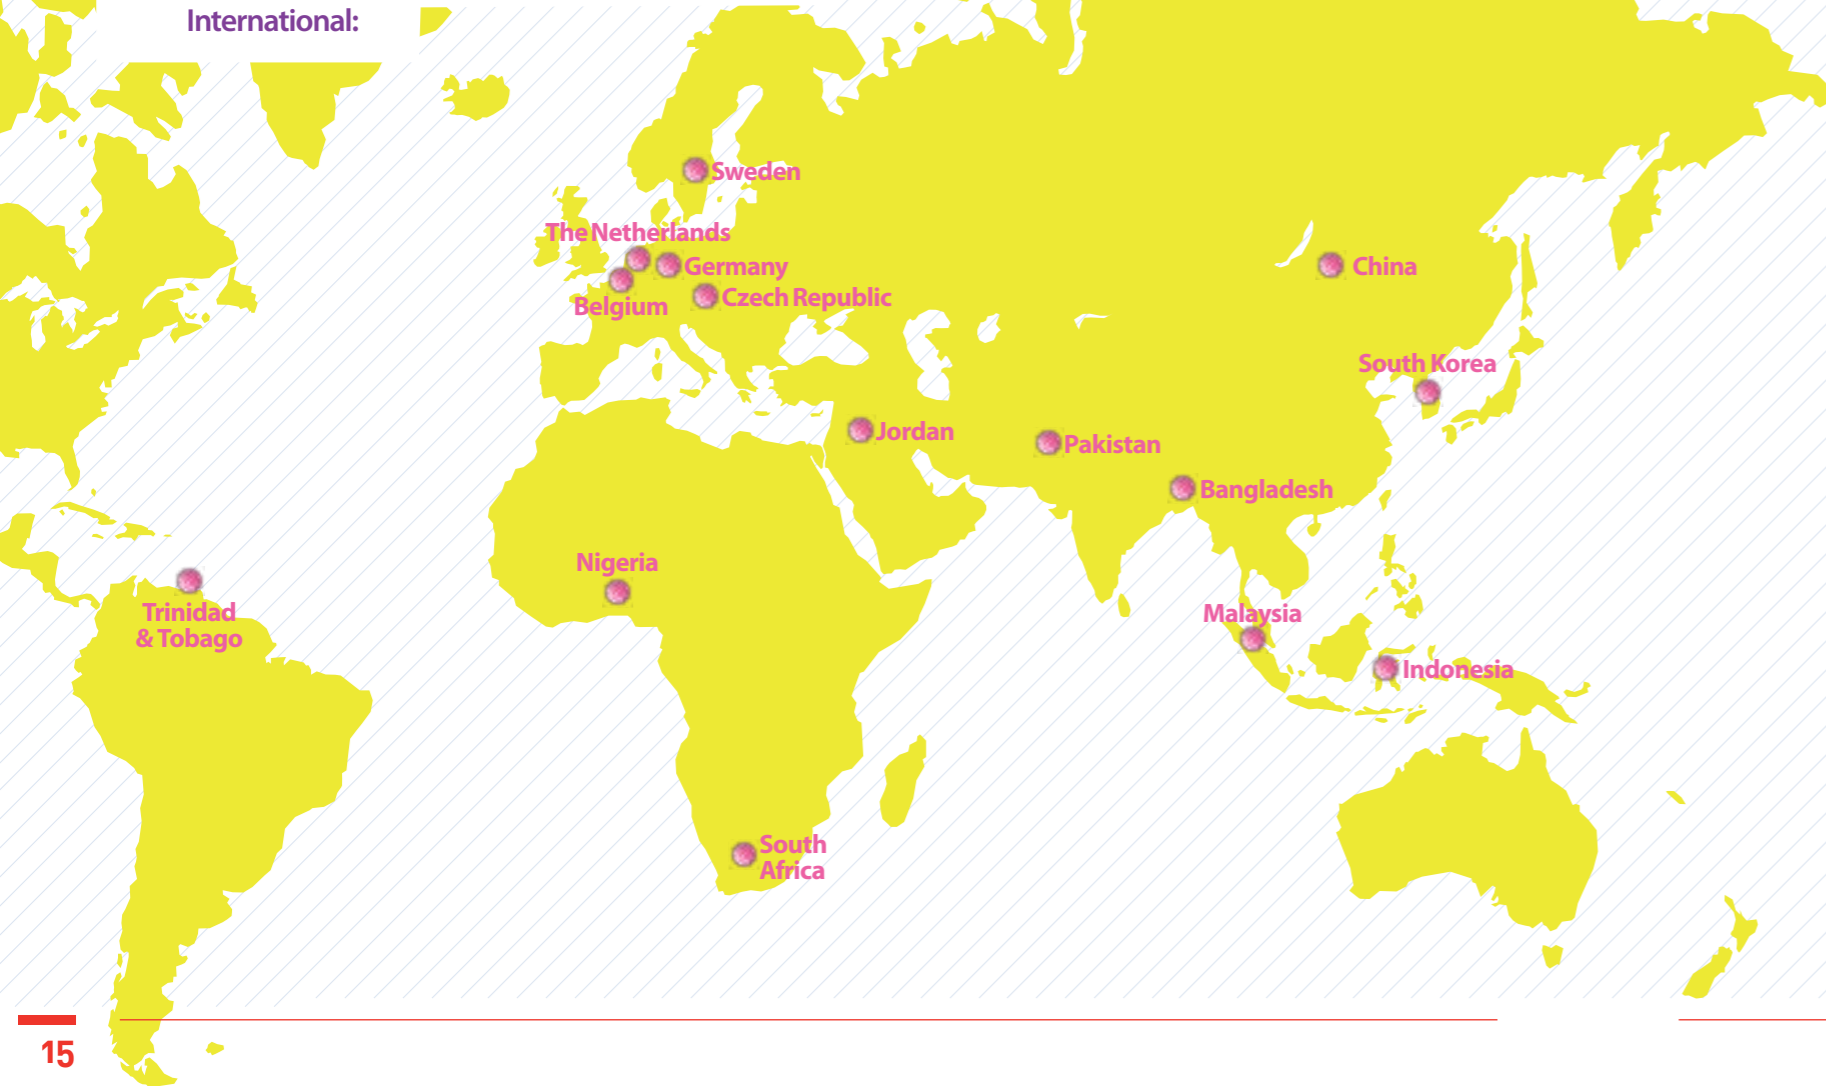 International:
Sweden
The Netherlands
Germany
China
Czech Republic
Belgium
South Korea
Jordan
Pakistan
Bangladesh
Nigeria
Trinidad
& Tobago
Malaysia
Indonesia
South
Africa
15